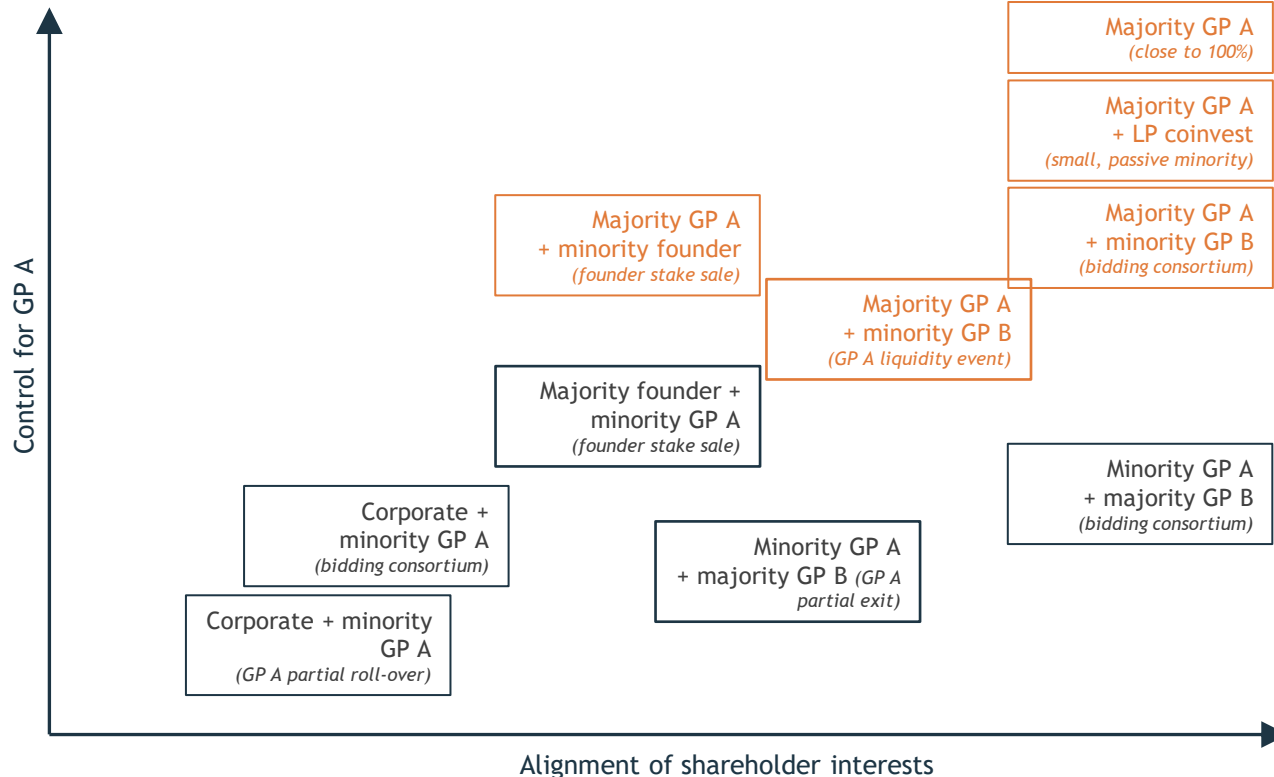 Majority GP A
(close to 100%)
Majority GP A
+ LP coinvest
(small, passive minority)
Majority GP A
+ minority GP B
(bidding consortium)
Majority GP A
+ minority founder
(founder stake sale)
Majority GP A
+ minority GP B
(GP A liquidity event)
Majority founder +
minority GP A
(founder stake sale)
Minority GP A
+ majority GP B
(bidding consortium)
Corporate +
minority GP A
(bidding consortium)
Minority GP A
+ majority GP B (GP A
partial exit)
Corporate + minority
GP A
(GP A partial roll-over)
Control for GP A
Alignment of shareholder interests